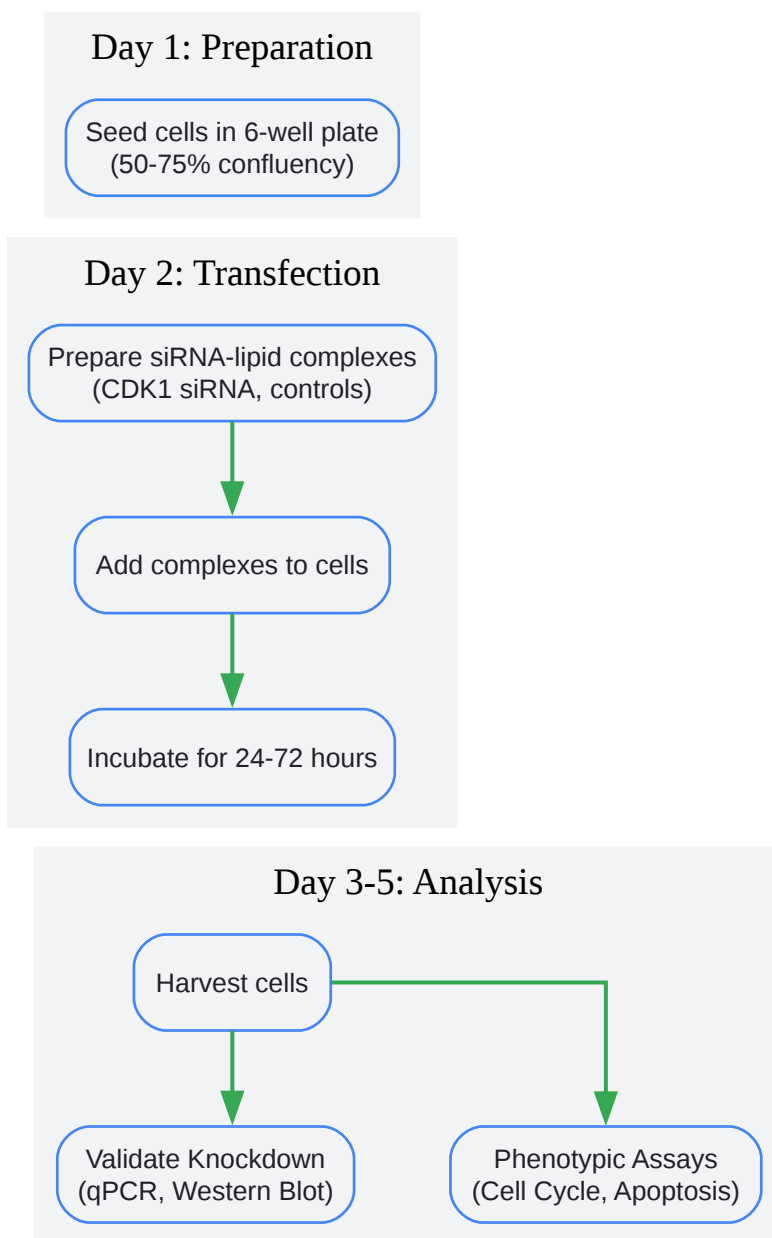 Day 1: Preparation
Seed cells in 6-well plate
(50-75% confluency)
Day 2: Transfection
Prepare siRNA-lipid complexes
(CDK1 siRNA, controls)
Add complexes to cells
Incubate for 24-72 hours
Day 3-5: Analysis
Harvest cells
Validate Knockdown
(qPCR, Western Blot)
Phenotypic Assays
(Cell Cycle, Apoptosis)